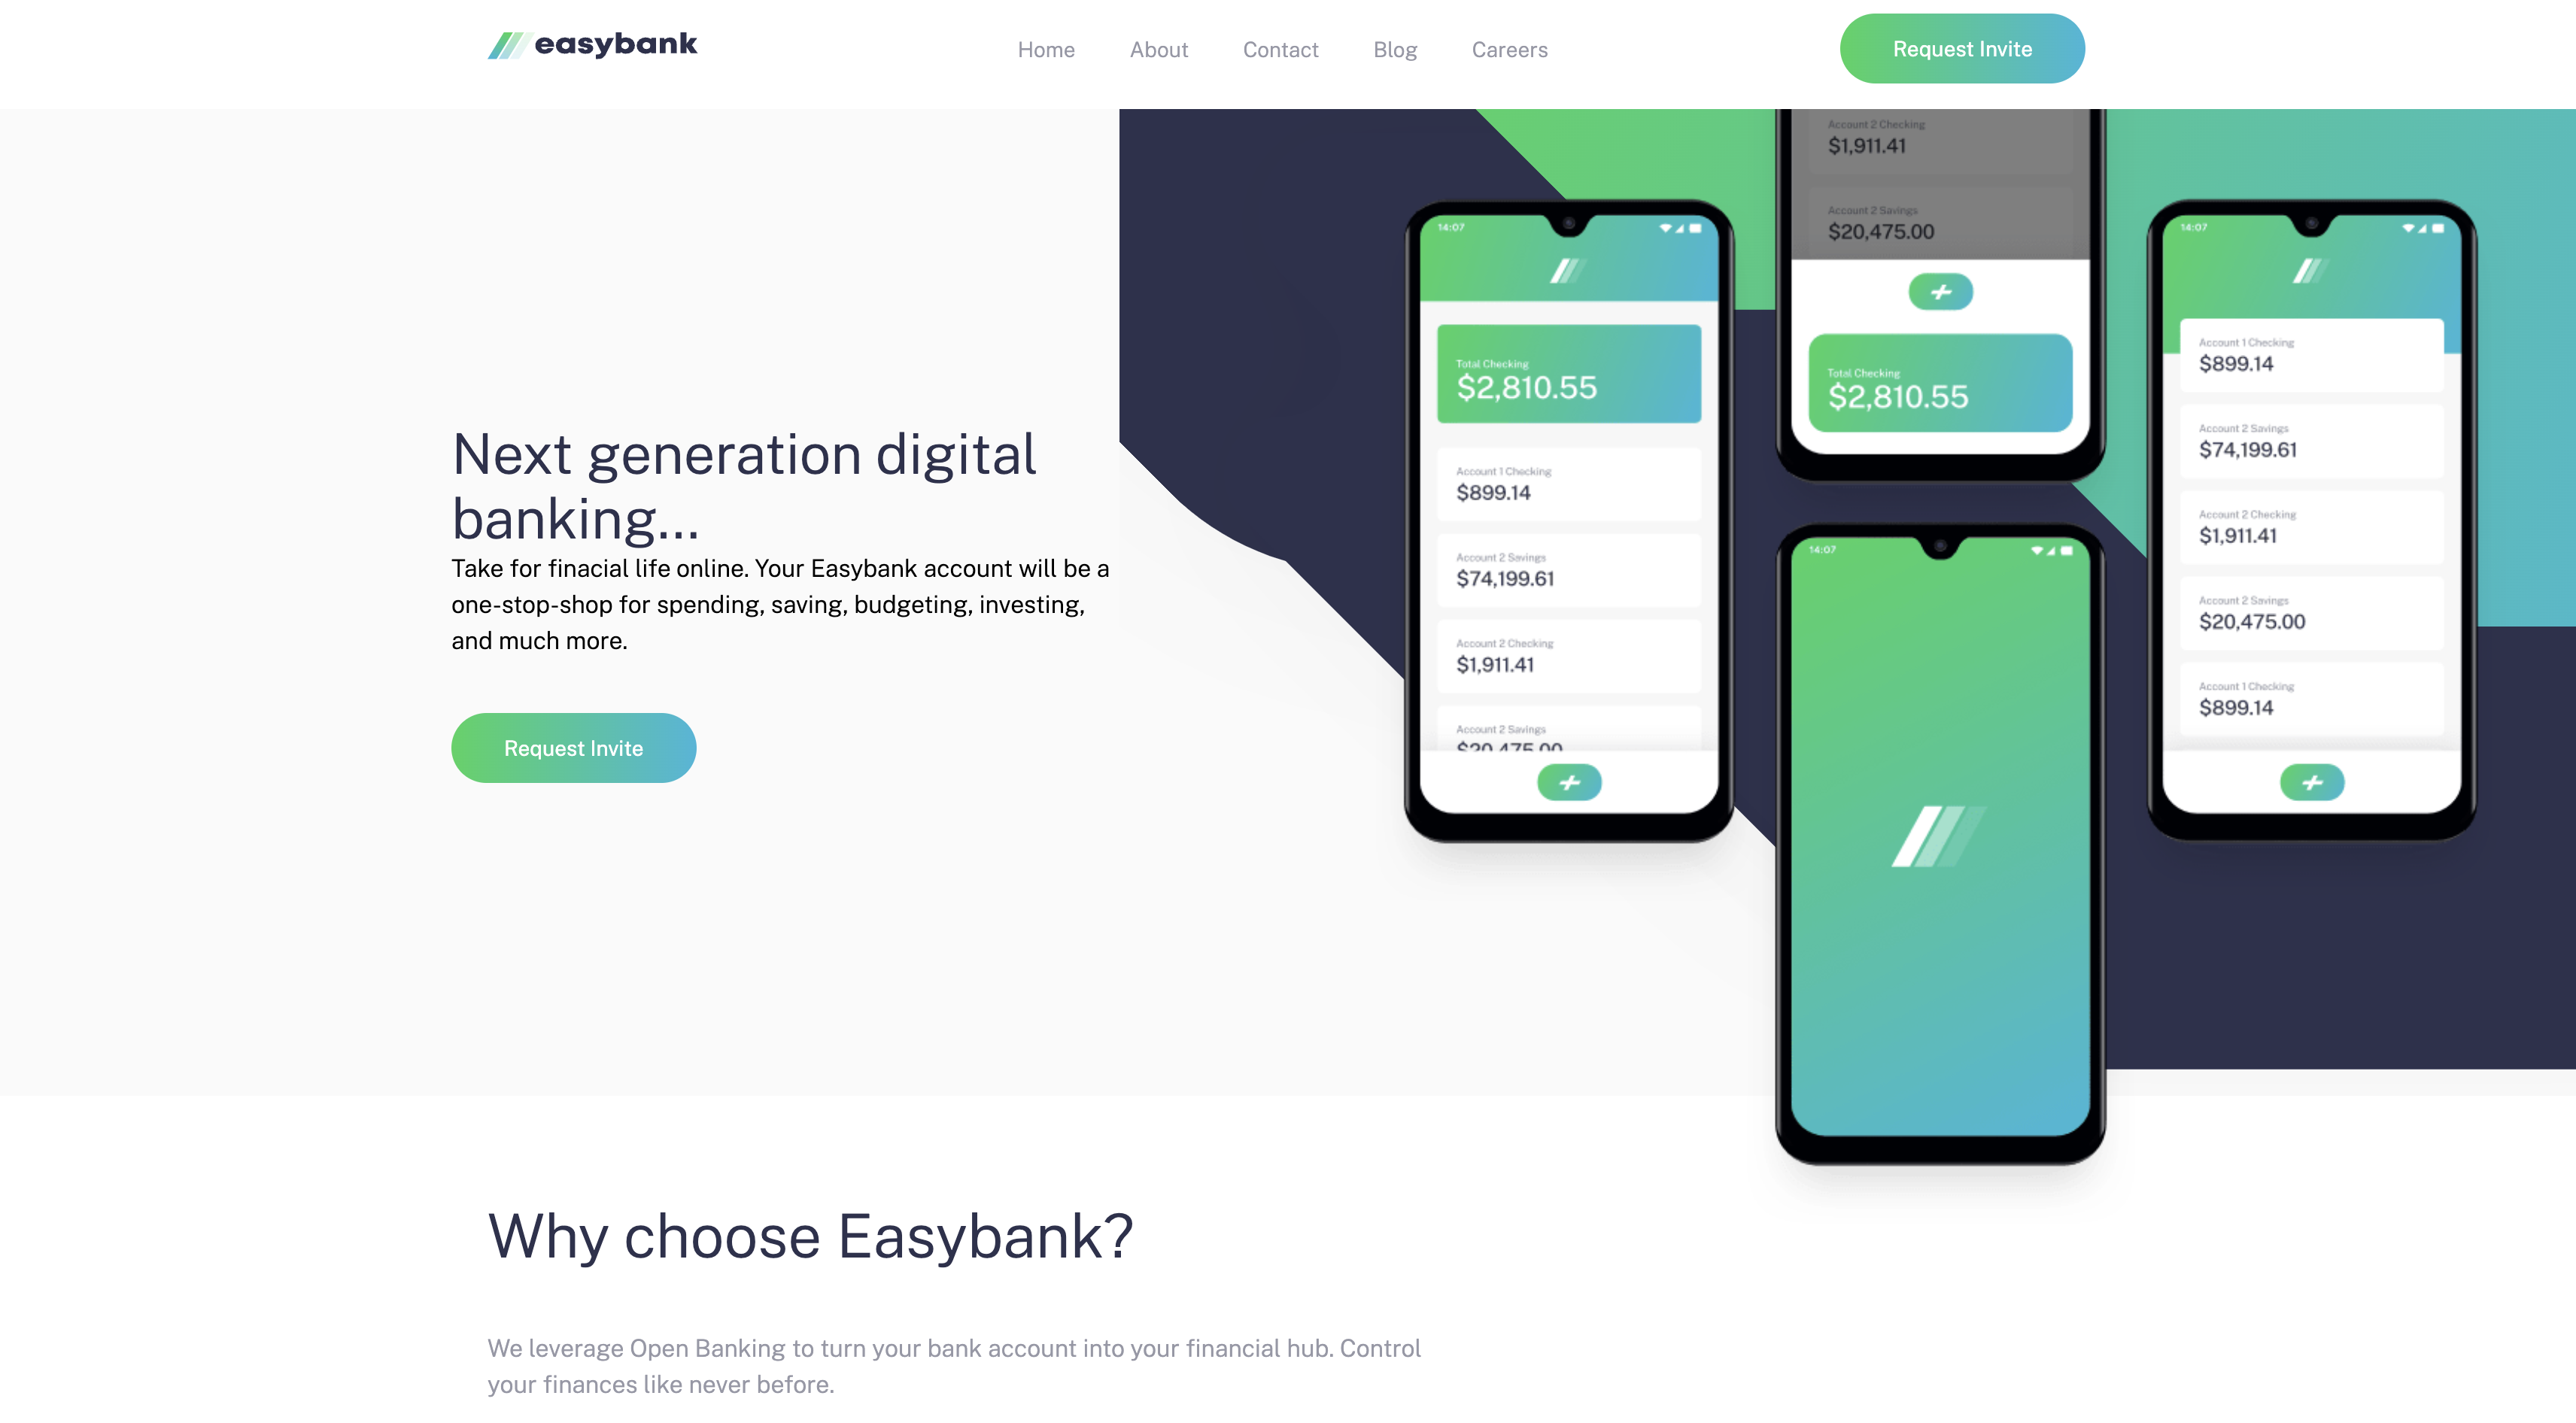 easybank
Home
About
Contact
Blog
Careers
Request Invite
Next generation digital
banking...
Take for finacial life online. Your Easybank account will be a
one-stop-shop for spending, saving, budgeting, investing,
and much more.
Request Invite
14:07
Total Checking
$2,810.55
Account 1 Checking
$899.14
Account 2 Savings
$74,199.61
Account 2 Checking
$1,911.41
Account 2 Savings
$20,475.00
Account 2 Checking
$1,911.41
Account 2 Savings
$20,475.00
Total Checking
$2,810.55
14:07
14:07
Account 1 Checking
$899.14
Account 2 Savings
$74,199.61
Account 2 Checking
$1,911.41
Account 2 Savings
$20,475.00
Account 1 Checking
$899.14
Why choose Easybank?
We leverage Open Banking to turn your bank account into your financial hub. Control
your finances like never before.